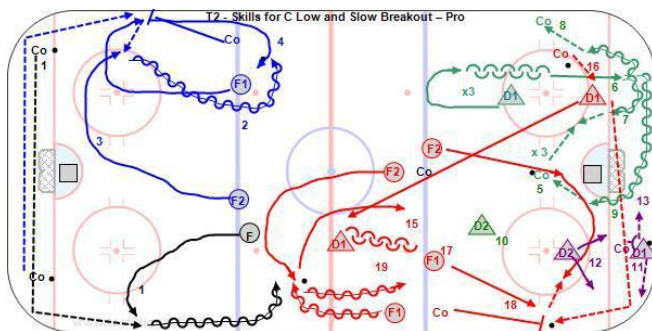 T2 - Skills for C Low and Slow Breakout – Pro
Co
1
Co
4
F1
2
3
F2
F
1
Co
8
Co
16
x3
D1
6
D1
7
x 3
Co
5
9
F2
F2
Co
15
D1
19
F1
17
F1
Co
18
D2
10
D2
12
13
Co
D1
11